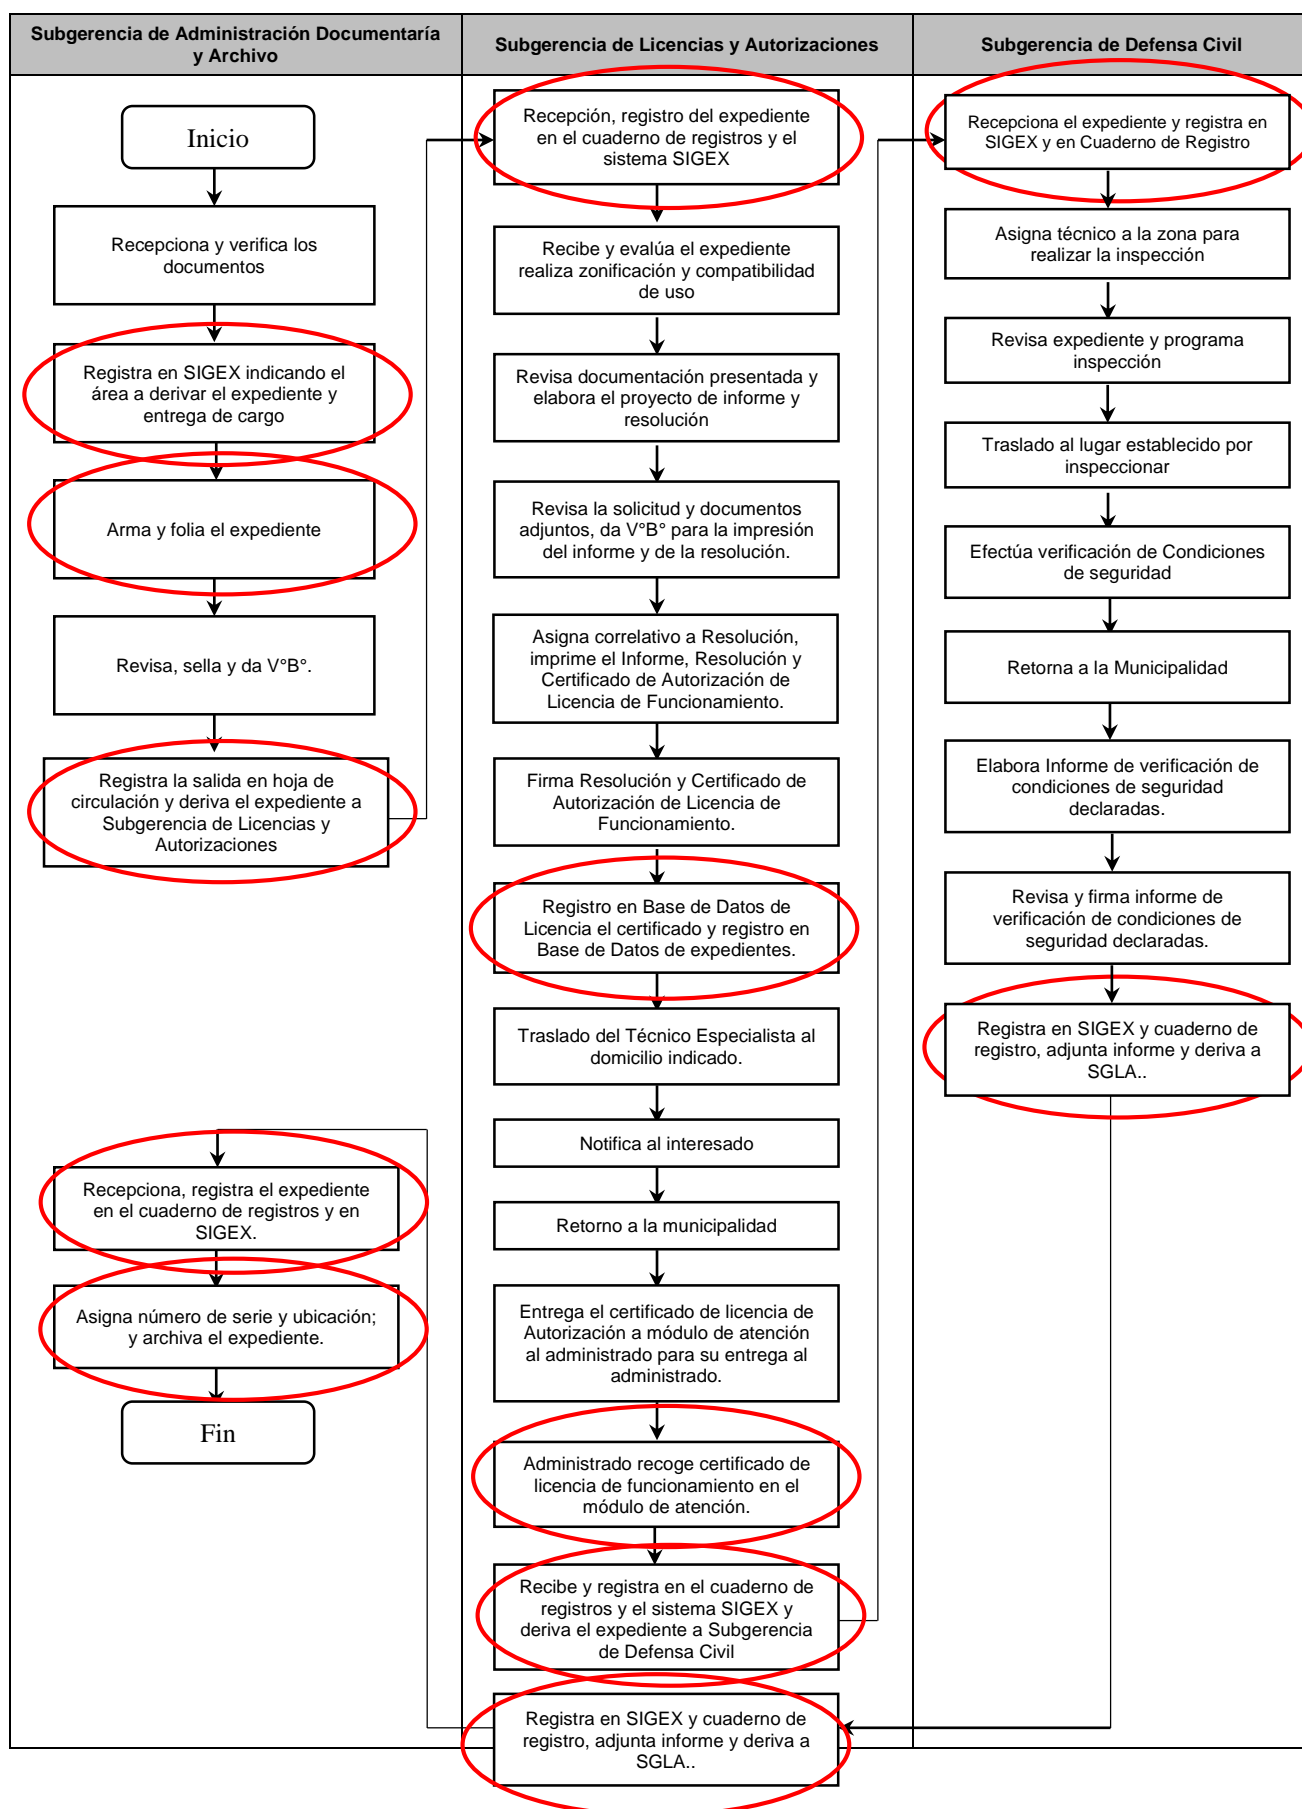 Subgerencia de Administración Documentaría
y Archivo
Subgerencia de Licencias y Autorizaciones
Subgerencia de Defensa Civil
Inicio
Recepciona y verifica los
documentos
Registra en SIGEX indicando el
área a derivar el expediente y
entrega de cargo
Arma y folia el expediente
Revisa, sella y da V°B°.
Registra la salida en hoja de
circulación y deriva el expediente a
Subgerencia de Licencias y
Autorizaciones
Recepciona, registra el expediente
en el cuaderno de registros y en
SIGEX.
Asigna número de serie y ubicación;
y archiva el expediente.
Fin
Recepción, registro del expediente
en el cuaderno de registros y el
sistema SIGEX
Recibe y evalúa el expediente
realiza zonificación y compatibilidad
de uso
Revisa documentación presentada y
elabora el proyecto de informe y
resolución
Revisa la solicitud y documentos
adjuntos, da V°B° para la impresión
del informe y de la resolución.
Asigna correlativo a Resolución,
imprime el Informe, Resolución y
Certificado de Autorización de
Licencia de Funcionamiento.
Firma Resolución y Certificado de
Autorización de Licencia de
Funcionamiento.
Registro en Base de Datos de
Licencia el certificado y registro en
Base de Datos de expedientes.
Traslado del Técnico Especialista al
domicilio indicado.
Notifica al interesado
Retorno a la municipalidad
Entrega el certificado de licencia de
Autorización a módulo de atención
al administrado para su entrega al
administrado.
Administrado recoge certificado de
licencia de funcionamiento en el
módulo de atención.
Recibe y registra en el cuaderno de
registros y el sistema SIGEX y
deriva el expediente a Subgerencia
de Defensa Civil
Registra en SIGEX y cuaderno de
registro, adjunta informe y deriva a
SGLA..
Recepciona el expediente y registra en
SIGEX y en Cuaderno de Registro
Asigna técnico a la zona para
realizar la inspección
Revisa expediente y programa
inspección
Traslado al lugar establecido por
inspeccionar
Efectúa verificación de Condiciones
de seguridad
Retorna a la Municipalidad
Elabora Informe de verificación de
condiciones de seguridad
declaradas.
Revisa y firma informe de
verificación de condiciones de
seguridad declaradas.
Registra en SIGEX y cuaderno de
registro, adjunta informe y deriva a
SGLA..